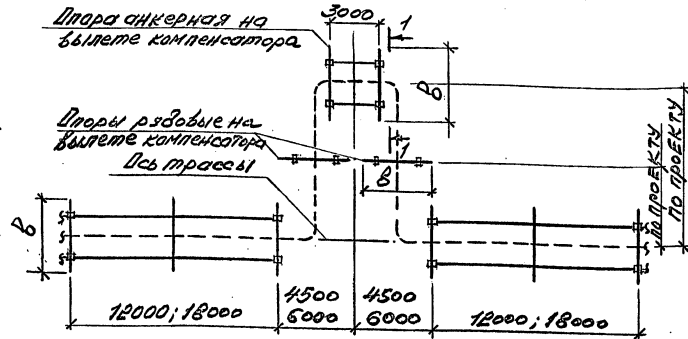 Опора анкерная на
вылете компенсатора
3000
1
В
Опоры рядовые на
вылете компенсатора
1
Ось трассы
В
В
по проекту
по проекту
12000; 18000
4500
6000
4500
6000
12000; 18000